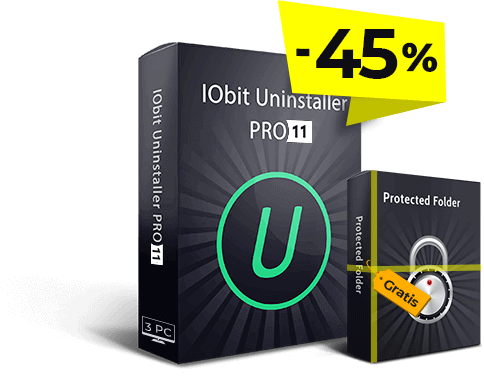 -45%
IObit Uninstaller
PRO 11
U
IObit Uninstaller PRO 11
3 PC
Protected Folder
Protected Folder
Gratis